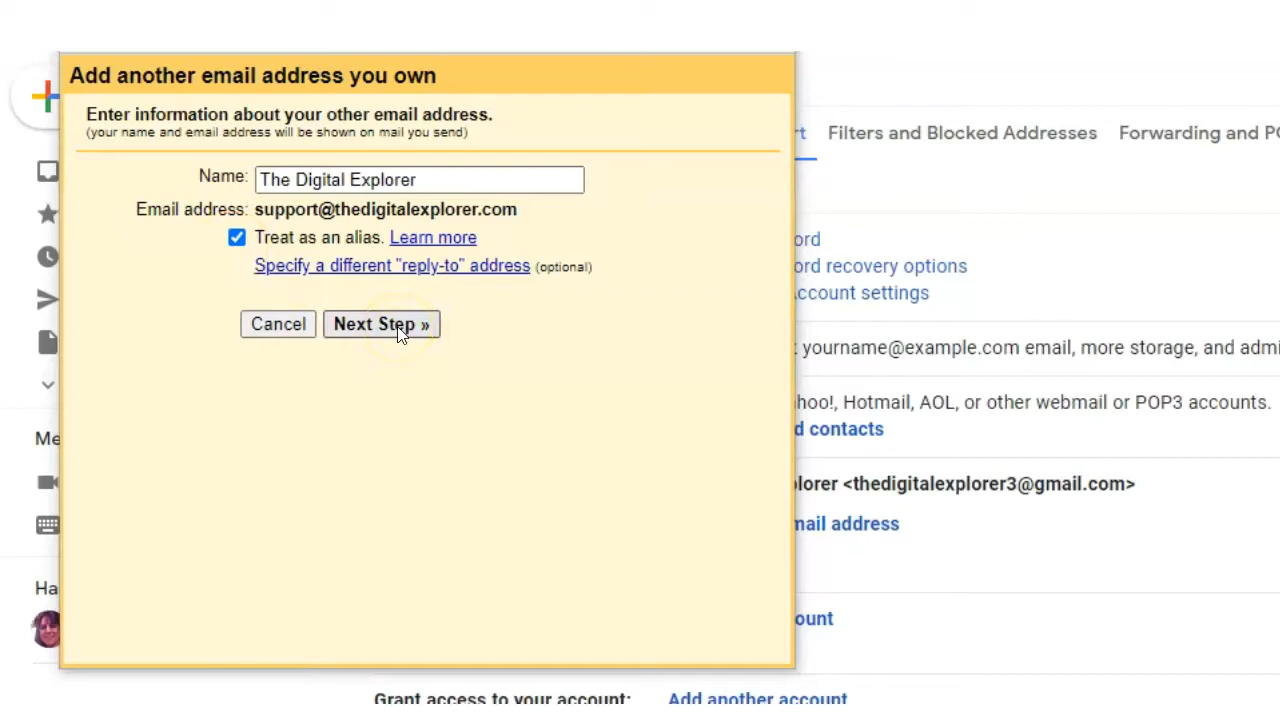 Add another email address you own
Enter information about your other email address.
(your name and email address will be shown on mail you send)
Name: The Digital Explorer
Email address: support@thedigitalexplorer.com
Treat as an alias. Learn more
Specify a different "reply-to" address (optional)
Cancel Next Step »
rt Filters and Blocked Addresses Forwarding and PO
ord
ord recovery options
ccount settings
t yourname@example.com email, more storage, and admi
hoo!, Hotmail, AOL, or other webmail or POP3 accounts.
d contacts
Me
plorer <thedigitalexplorer3@gmail.com>
mail address
Ha
ount
Grant access to your account: Add another account